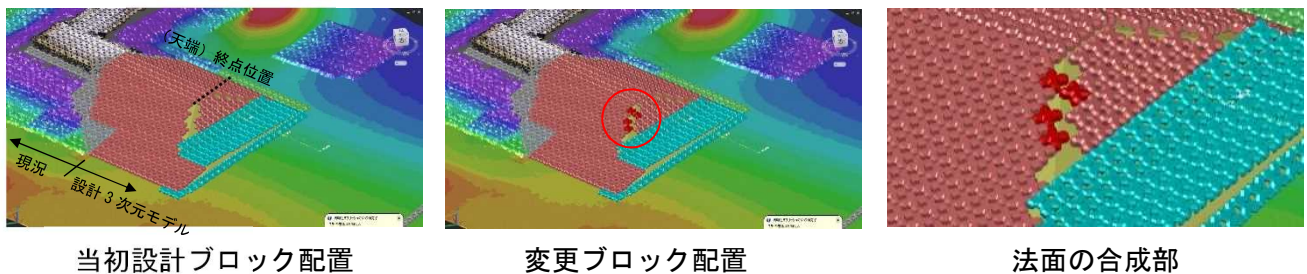 （天端）終点位置
現況
設計３次元モデル
当初設計ブロック配置
変更ブロック配置
法面の合成部